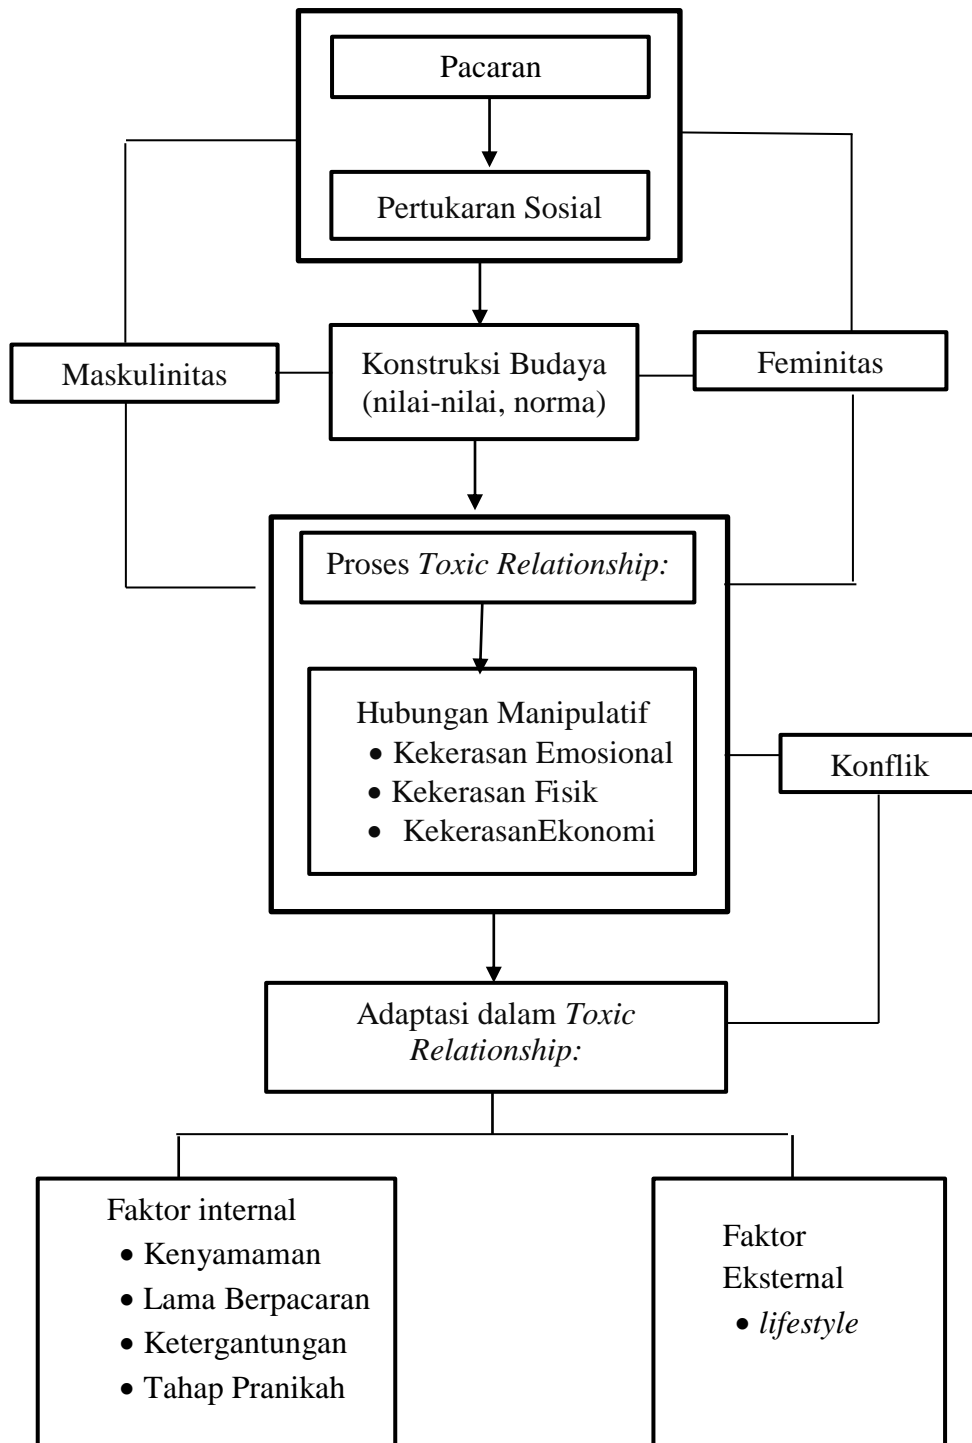 Pacaran
Pertukaran Sosial
Maskulinitas
Konstruksi Budaya
(nilai-nilai, norma)
Feminitas
Proses Toxic Relationship:
Hubungan Manipulatif
• Kekerasan Emosional
• Kekerasan Fisik
• KekerasanEkonomi
Konflik
Adaptasi dalam Toxic
Relationship:
Faktor internal
• Kenyamaman
• Lama Berpacaran
• Ketergantungan
• Tahap Pranikah
Faktor
Eksternal
• lifestyle